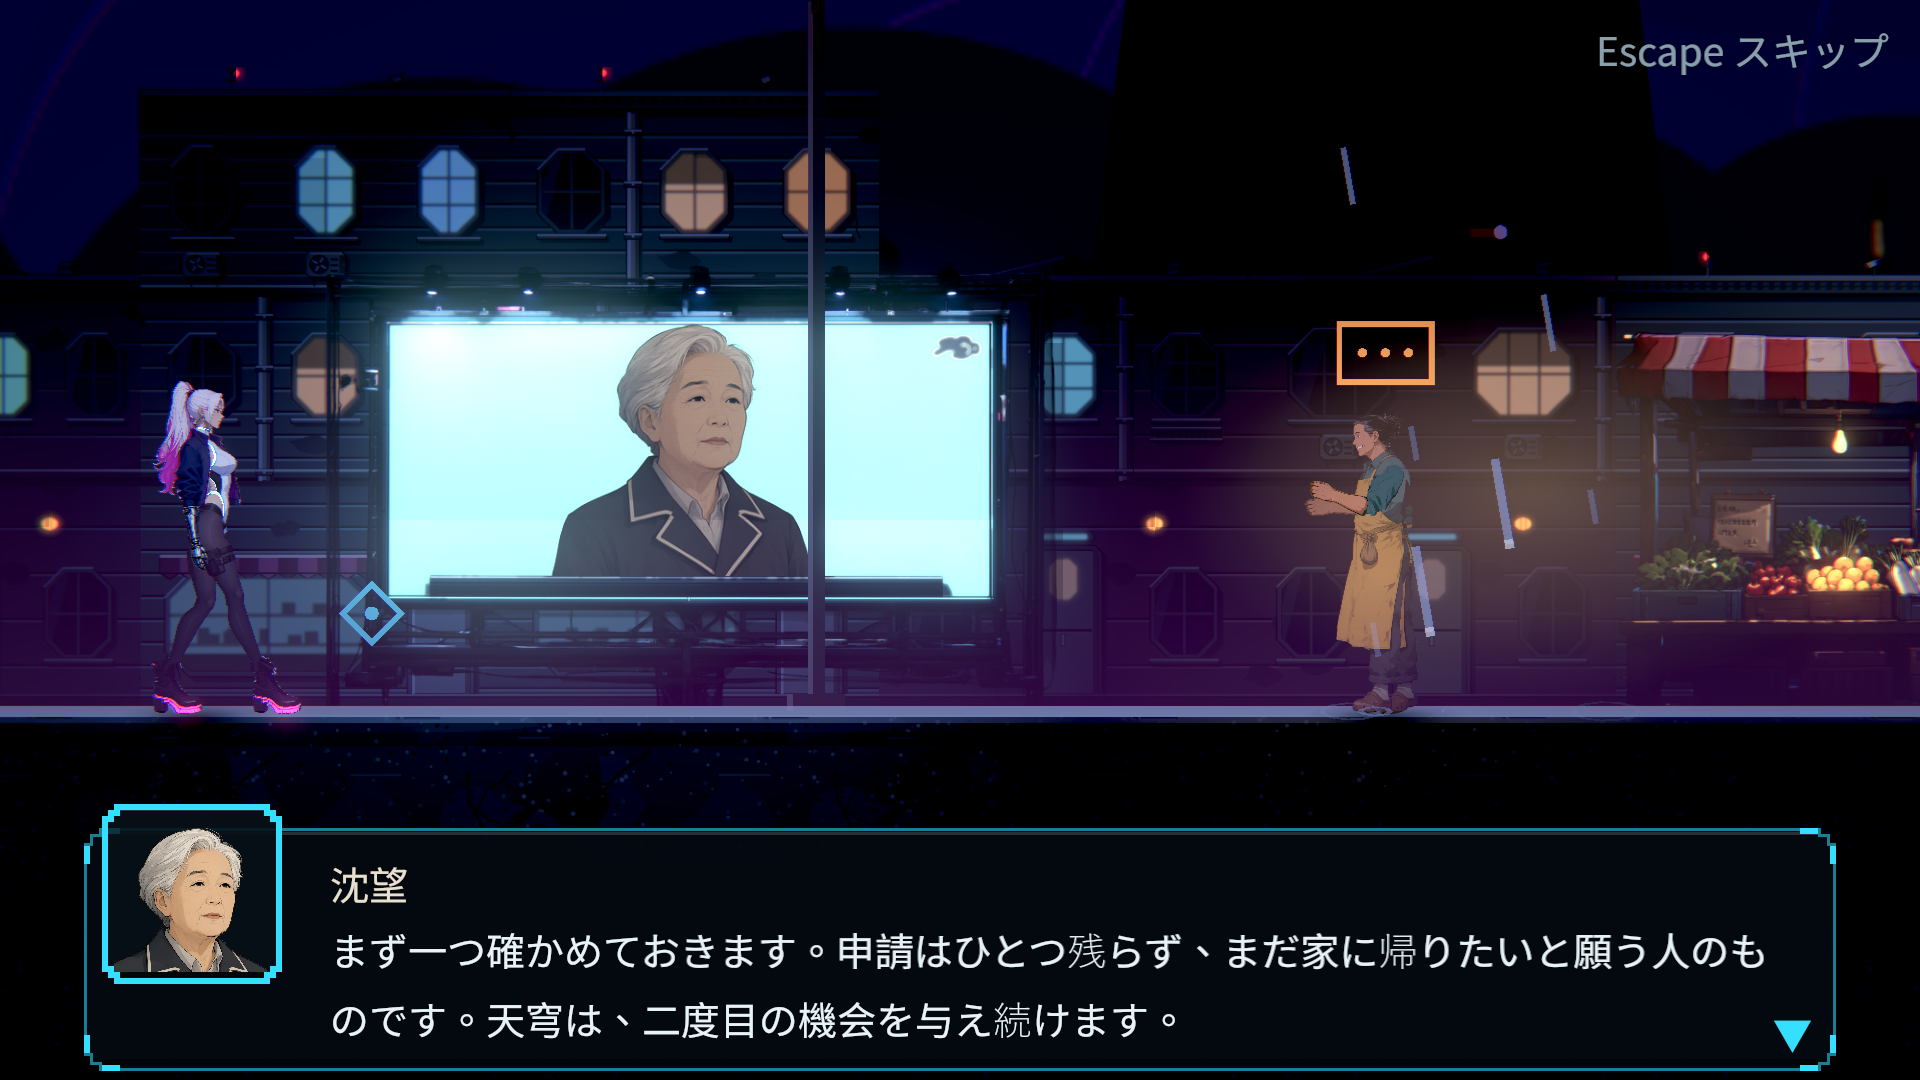 Escape スキップ
沈望
まず一つ確かめておきます。申請はひとつ残らず、まだ家に帰りたいと願う人のも
のです。天穹は、二度目の機会を与え続けます。